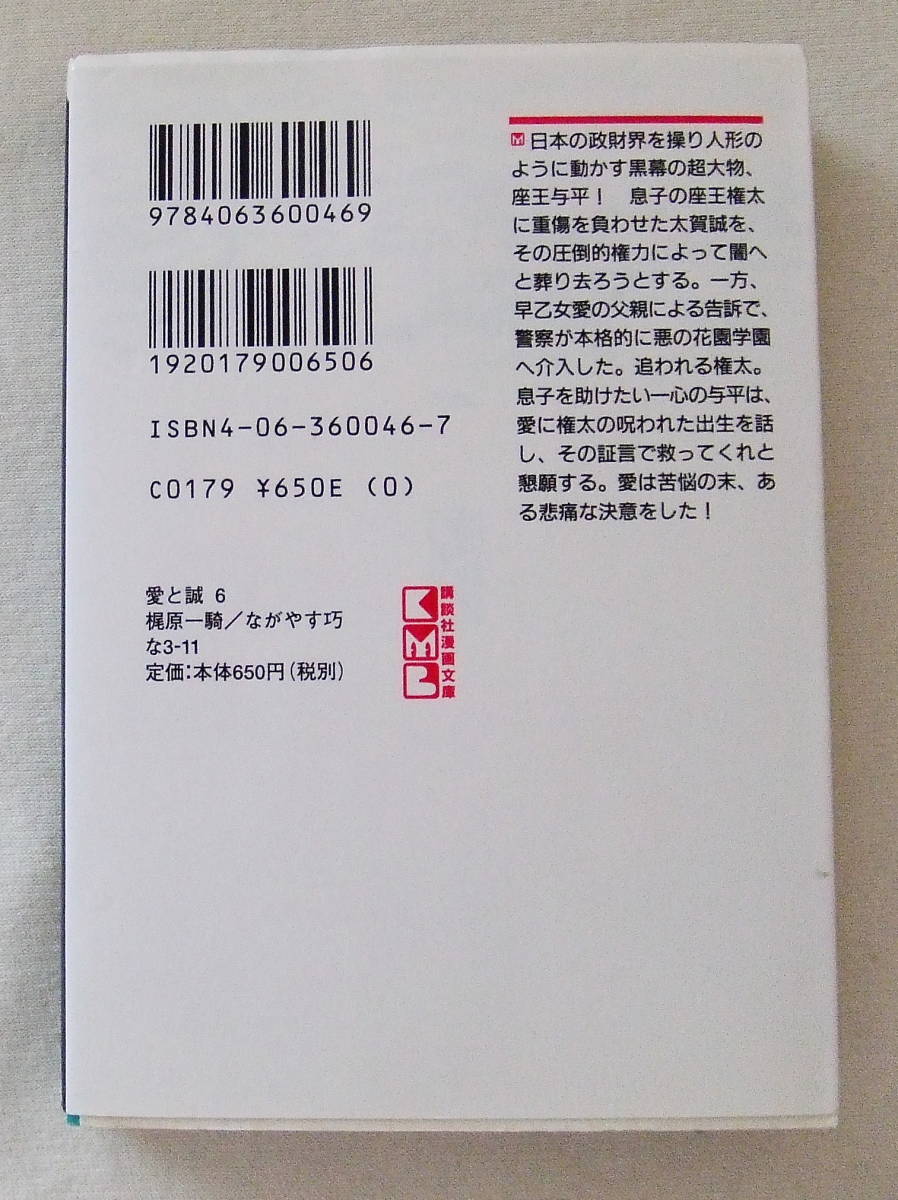 9784063600469
1920179006506
ISBN4-06-360046-7
C0179 ¥650E (0)
M 日本の政財界を操り人形の
ように動かす黒幕の超大物、
座王与平! 息子の座王権太
に重傷を負わせた太賀誠を、
その圧倒的権力によって闇へ
と葬り去ろうとする。一方、
早乙女愛の父親による告訴で、
警察が本格的に悪の花園学園
へ介入した。追われる権太。
息子を助けたい一心の与平は、
愛に権太の呪われた出生を話
し、その証言で救ってくれと
懇願する。愛は苦悩の末、あ
る悲痛な決意をした!
愛と誠 6
梶原一騎/ながやす巧
な3-11
定価:本体650円(税別)
KMB
講談社漫画文庫